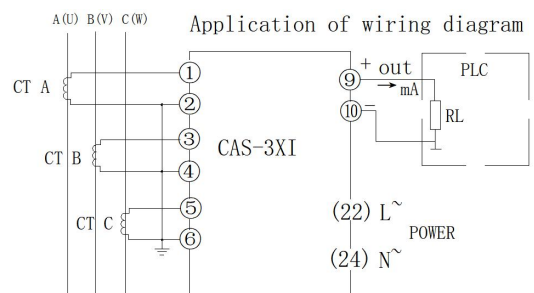 Application of wiring diagram
A(U) B(V) C(W)
CT A
CT B
CT C
①
②
③
④
⑤
⑥
CAS-3XI
⑨ + out
mA
⑩ −
PLC
RL
(22) L~
POWER
(24) N~